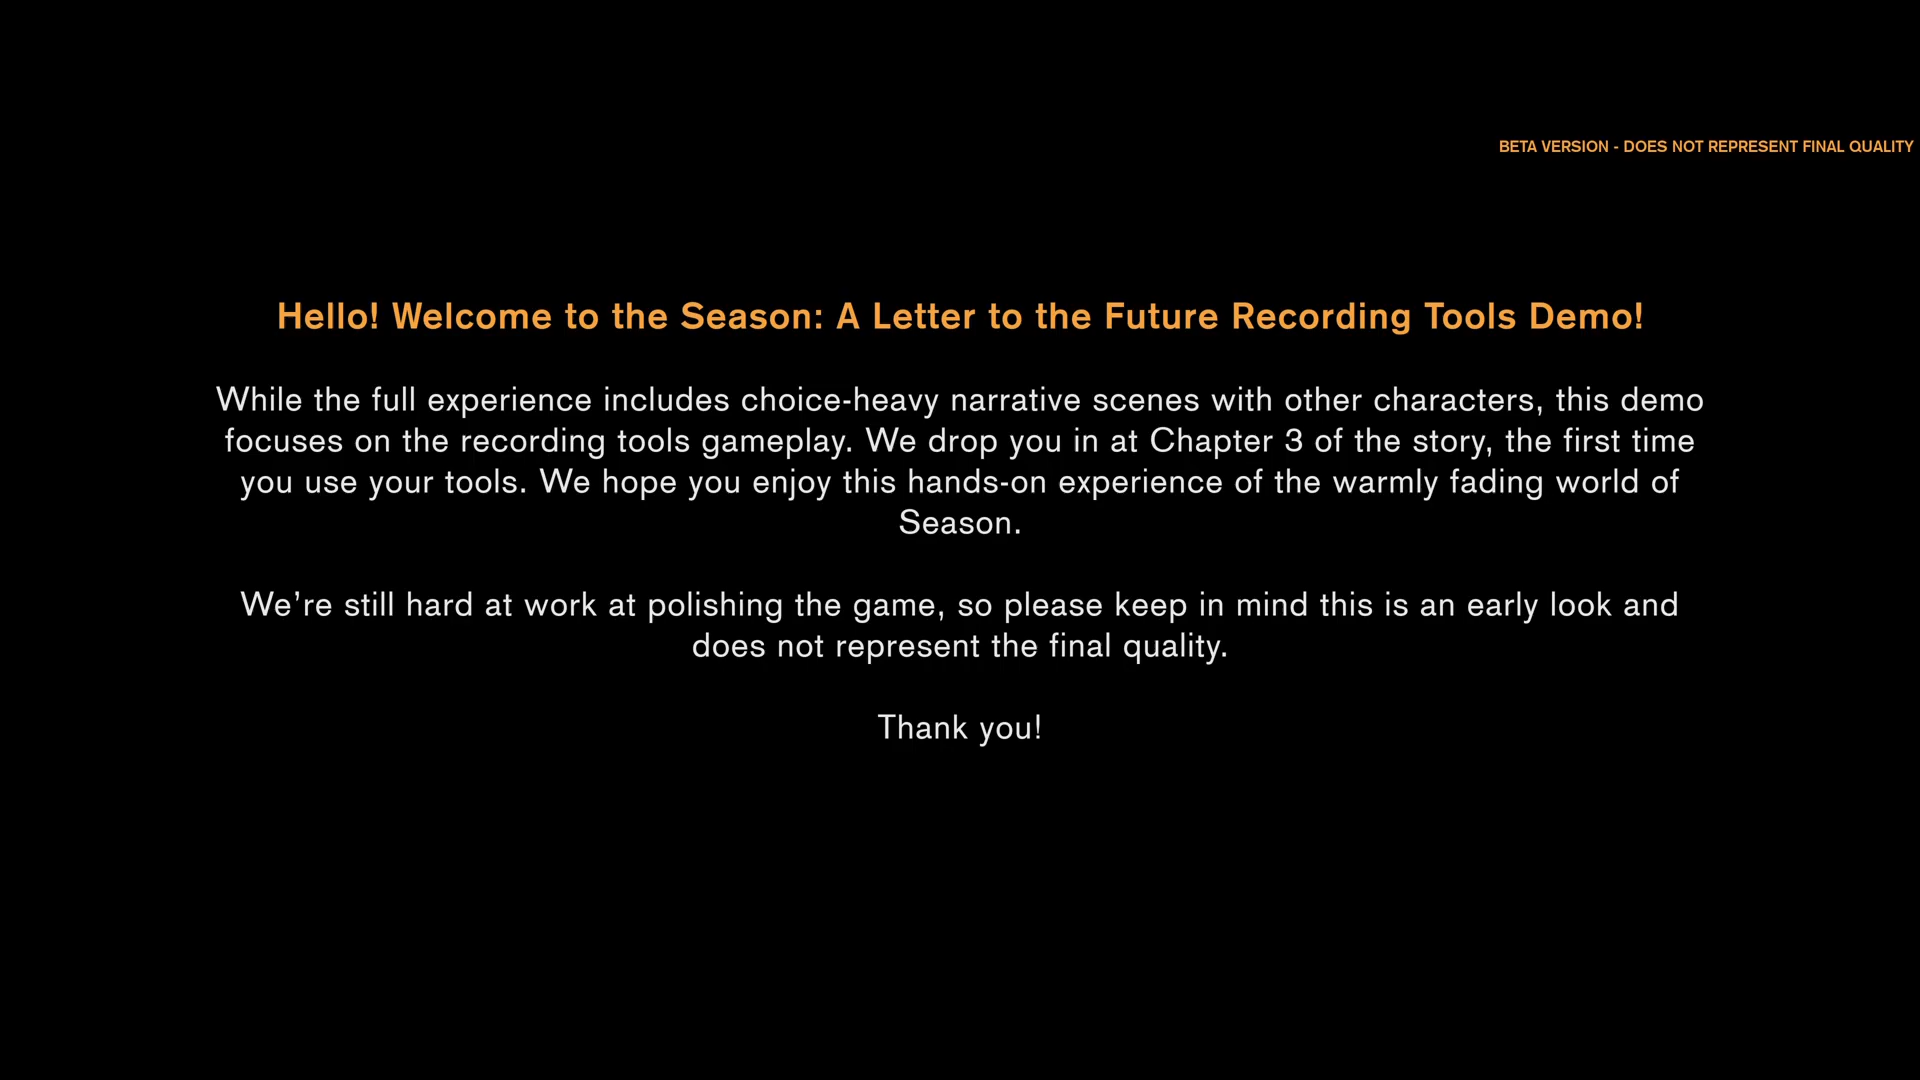 BETA VERSION - DOES NOT REPRESENT FINAL QUALITY
Hello! Welcome to the Season: A Letter to the Future Recording Tools Demo!
While the full experience includes choice-heavy narrative scenes with other characters, this demo
focuses on the recording tools gameplay. We drop you in at Chapter 3 of the story, the first time
you use your tools. We hope you enjoy this hands-on experience of the warmly fading world of
Season.
We’re still hard at work at polishing the game, so please keep in mind this is an early look and
does not represent the final quality.
Thank you!